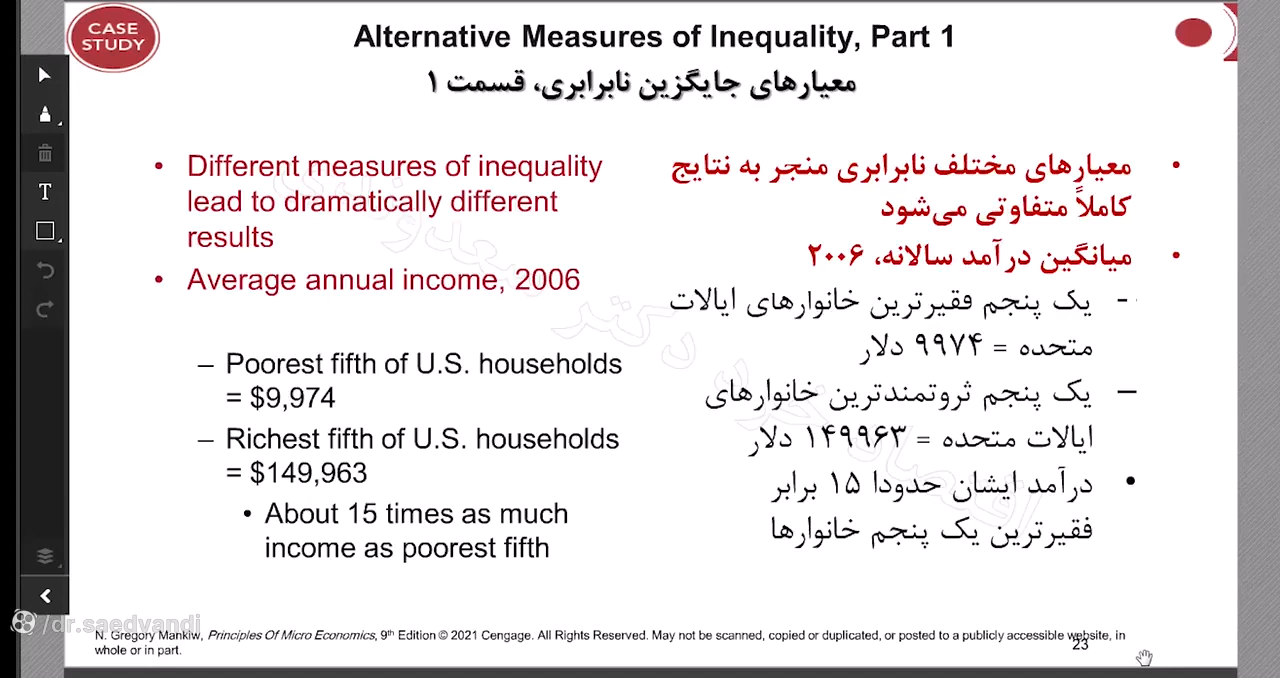 CASE
STUDY
Alternative Measures of Inequality, Part 1
معیارهای جایگزین نابرابری، قسمت ۱
• Different measures of inequality
lead to dramatically different
results
• Average annual income, 2006
– Poorest fifth of U.S. households
= $9,974
– Richest fifth of U.S. households
= $149,963
• About 15 times as much
income as poorest fifth
• معیارهای مختلف نابرابری منجر به نتایج
کاملاً متفاوتی می‌شود
• میانگین درآمد سالانه، ۲۰۰۶
- یک پنجم فقیرترین خانوارهای ایالات
متحده = ۹۹۷۴ دلار
– یک پنجم ثروتمندترین خانوارهای
ایالات متحده = ۱۴۹۹۶۳ دلار
• درآمد ایشان حدودا ۱۵ برابر
فقیرترین یک پنجم خانوارها
اقتصاد خرد دکتر سعدوندی
T
/dr.saedvandi
N. Gregory Mankiw, Principles Of Micro Economics, 9th Edition © 2021 Cengage. All Rights Reserved. May not be scanned, copied or duplicated, or posted to a publicly accessible website, in
whole or in part.
23